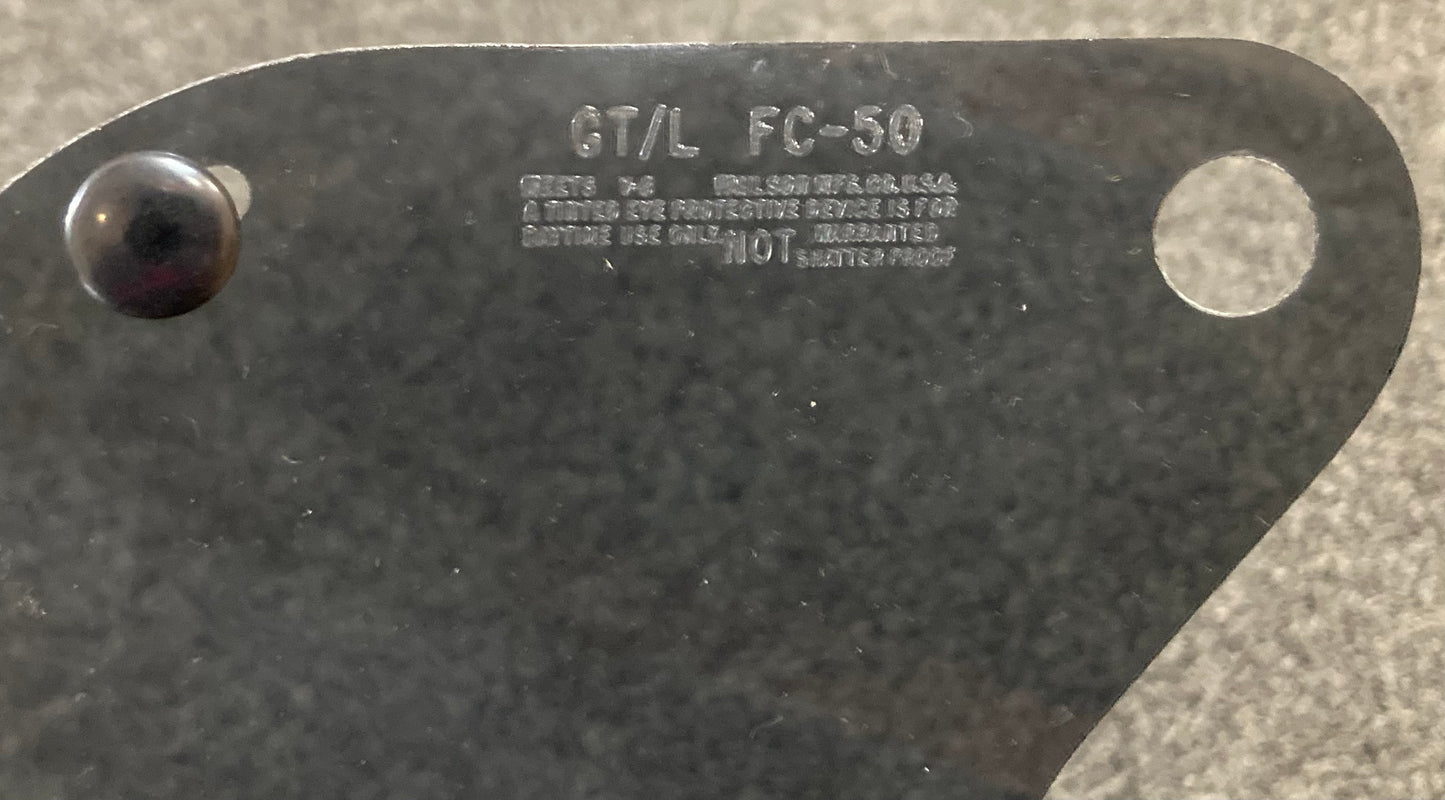 GT/L FC-50
MEETS V-8 MFG.CO.U.S.A.
A TINTED EYE PROTECTIVE DEVICE IS FOR
DAYTIME USE ONLY NOT WARRANTED
SHATTER PROOF